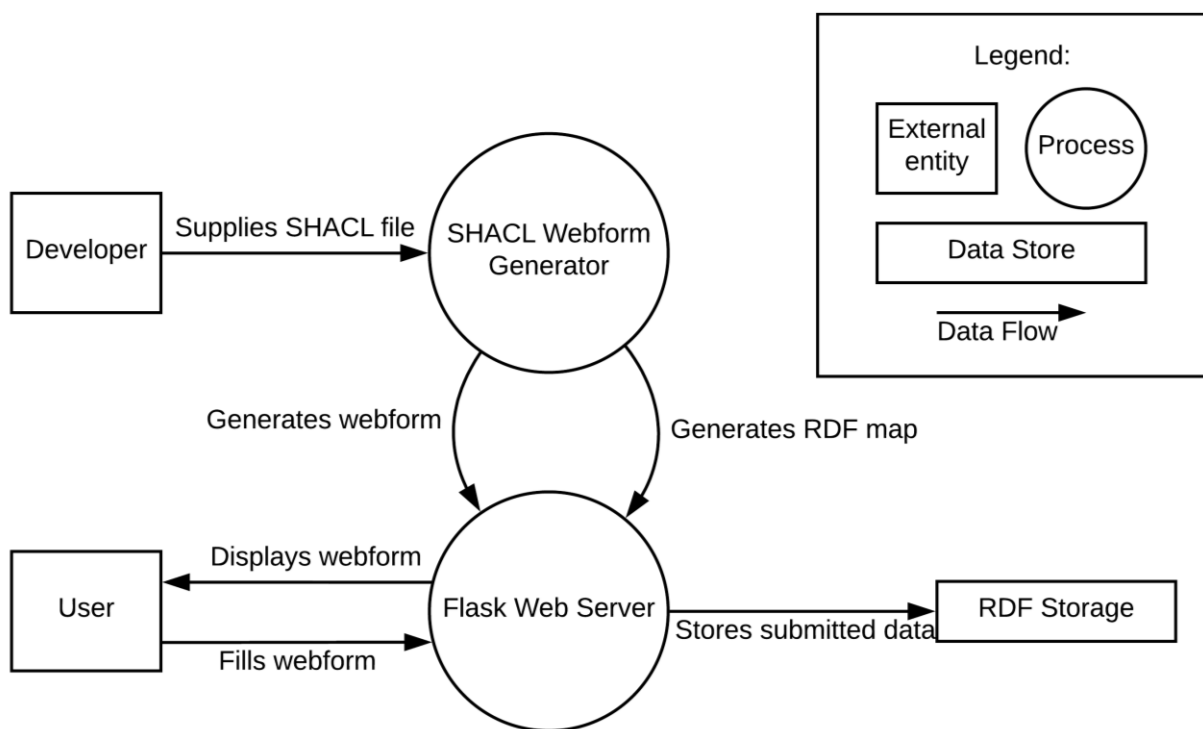 Legend:
External
entity
Process
Data Store
Data Flow
Developer
Supplies SHACL file
SHACL Webform
Generator
Generates webform
Generates RDF map
User
Displays webform
Fills webform
Flask Web Server
Stores submitted data
RDF Storage